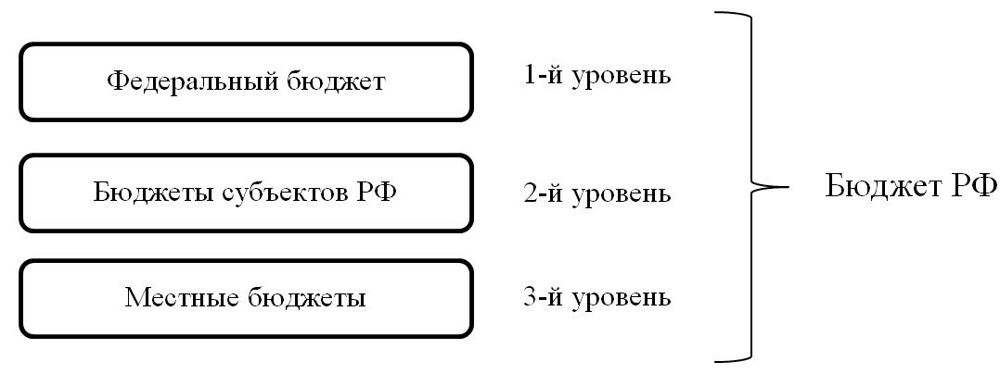 Федеральный бюджет
1-й уровень
Бюджеты субъектов РФ
2-й уровень
Бюджет РФ
Местные бюджеты
3-й уровень